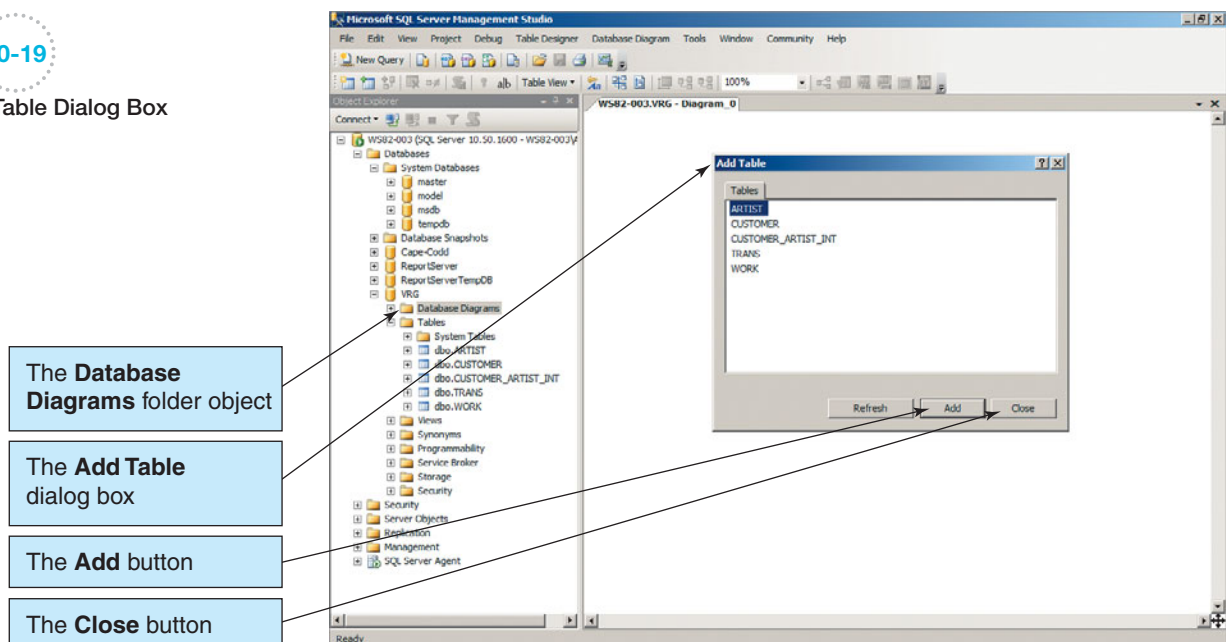 0-19
Table Dialog Box
Microsoft SQL Server Management Studio
File Edit View Project Debug Table Designer Database Diagram Tools Window Community Help
New Query
Table View 100%
Object Explorer
WS82-003.VRG - Diagram_0
Connect
WS82-003 (SQL Server 10.50.1600 - WS82-003\A
Databases
System Databases
master
model
msdb
tempdb
Database Snapshots
Cape-Codd
ReportServer
ReportServerTempDB
VRG
Database Diagrams
Tables
System Tables
dbo.ARTIST
dbo.CUSTOMER
dbo.CUSTOMER_ARTIST_INT
dbo.TRANS
dbo.WORK
Views
Synonyms
Programmability
Service Broker
Storage
Security
Security
Server Objects
Replication
Management
SQL Server Agent
Add Table
Tables
ARTIST
CUSTOMER
CUSTOMER_ARTIST_INT
TRANS
WORK
Refresh Add Close
The Database
Diagrams folder object
The Add Table
dialog box
The Add button
The Close button
Ready